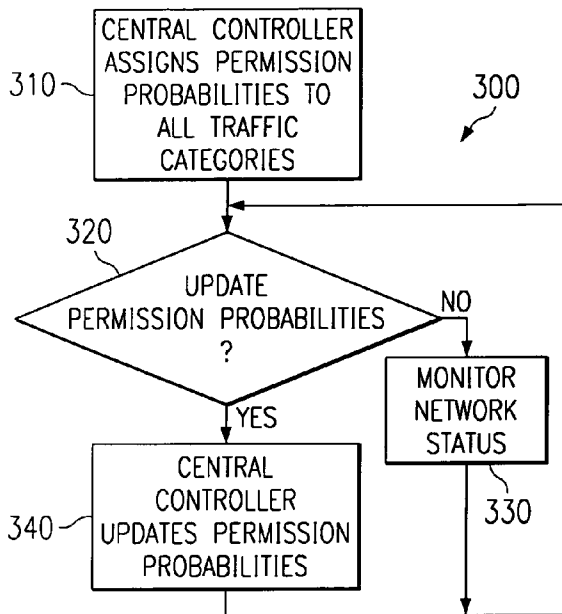 CENTRAL CONTROLLER
ASSIGNS PERMISSION
PROBABILITIES TO
ALL TRAFFIC
CATEGORIES
310
300
320
UPDATE
PERMISSION PROBABILITIES
?
NO
YES
MONITOR
NETWORK
STATUS
330
CENTRAL
CONTROLLER
UPDATES PERMISSION
PROBABILITIES
340